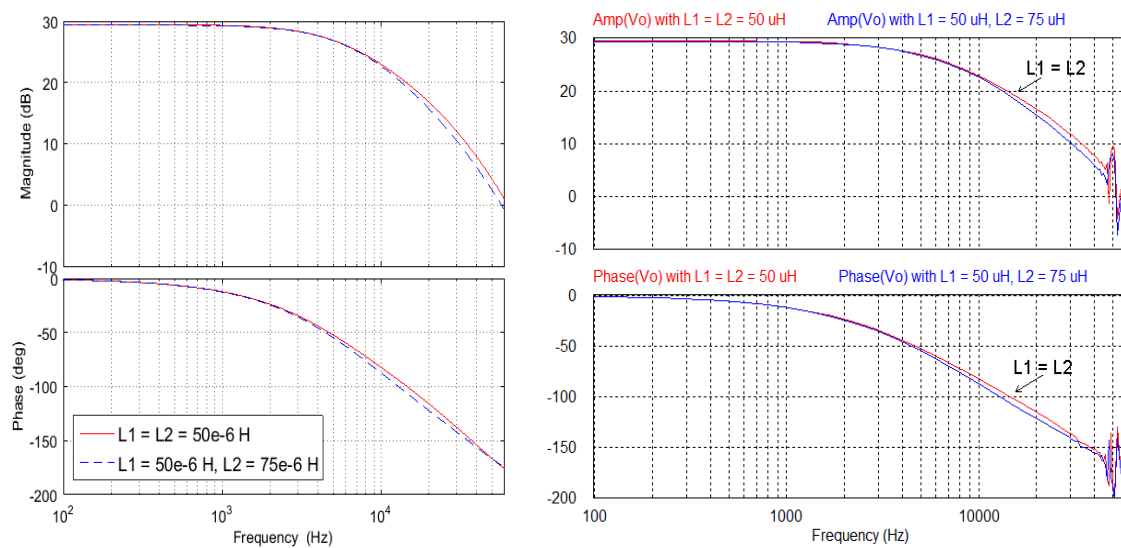 30
20
10
0
-10
Magnitude (dB)
0
-50
-100
-150
-200
Phase (deg)
L1 = L2 = 50e-6 H
L1 = 50e-6 H, L2 = 75e-6 H
10^2
10^3
10^4
Frequency (Hz)
Amp(Vo) with L1 = L2 = 50 uH
Amp(Vo) with L1 = 50 uH, L2 = 75 uH
30
20
10
0
-10
L1 = L2
Phase(Vo) with L1 = L2 = 50 uH
Phase(Vo) with L1 = 50 uH, L2 = 75 uH
0
-50
-100
-150
-200
L1 = L2
100
1000
10000
Frequency (Hz)